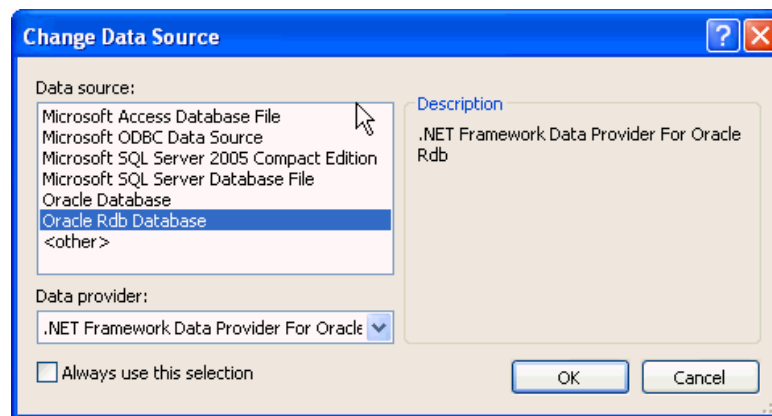 Change Data Source
Data source:
Microsoft Access Database File
Microsoft ODBC Data Source
Microsoft SQL Server 2005 Compact Edition
Microsoft SQL Server Database File
Oracle Database
Oracle Rdb Database
<other>
Description
.NET Framework Data Provider For Oracle
Rdb
Data provider:
.NET Framework Data Provider For Oracle
Always use this selection
OK
Cancel